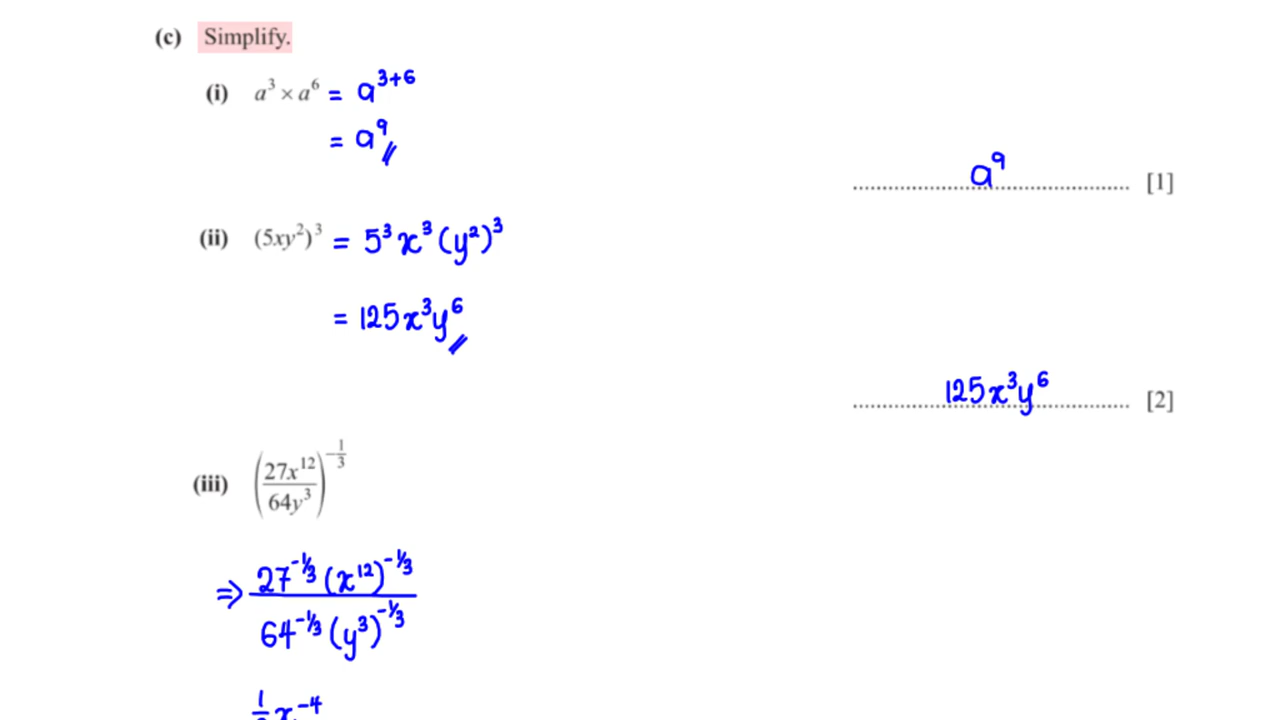 (c) Simplify.
(i) a³ × a⁶ = a³⁺⁶
= a⁹
a⁹ [1]
(ii) (5xy²)³ = 5³x³(y²)³
= 125x³y⁶
125x³y⁶ [2]
(iii) (27x¹²/64y³)^(-1/3)
⇒ 27^(-1/3)(x¹²)^(-1/3)
64^(-1/3)(y³)^(-1/3)
x⁻⁴